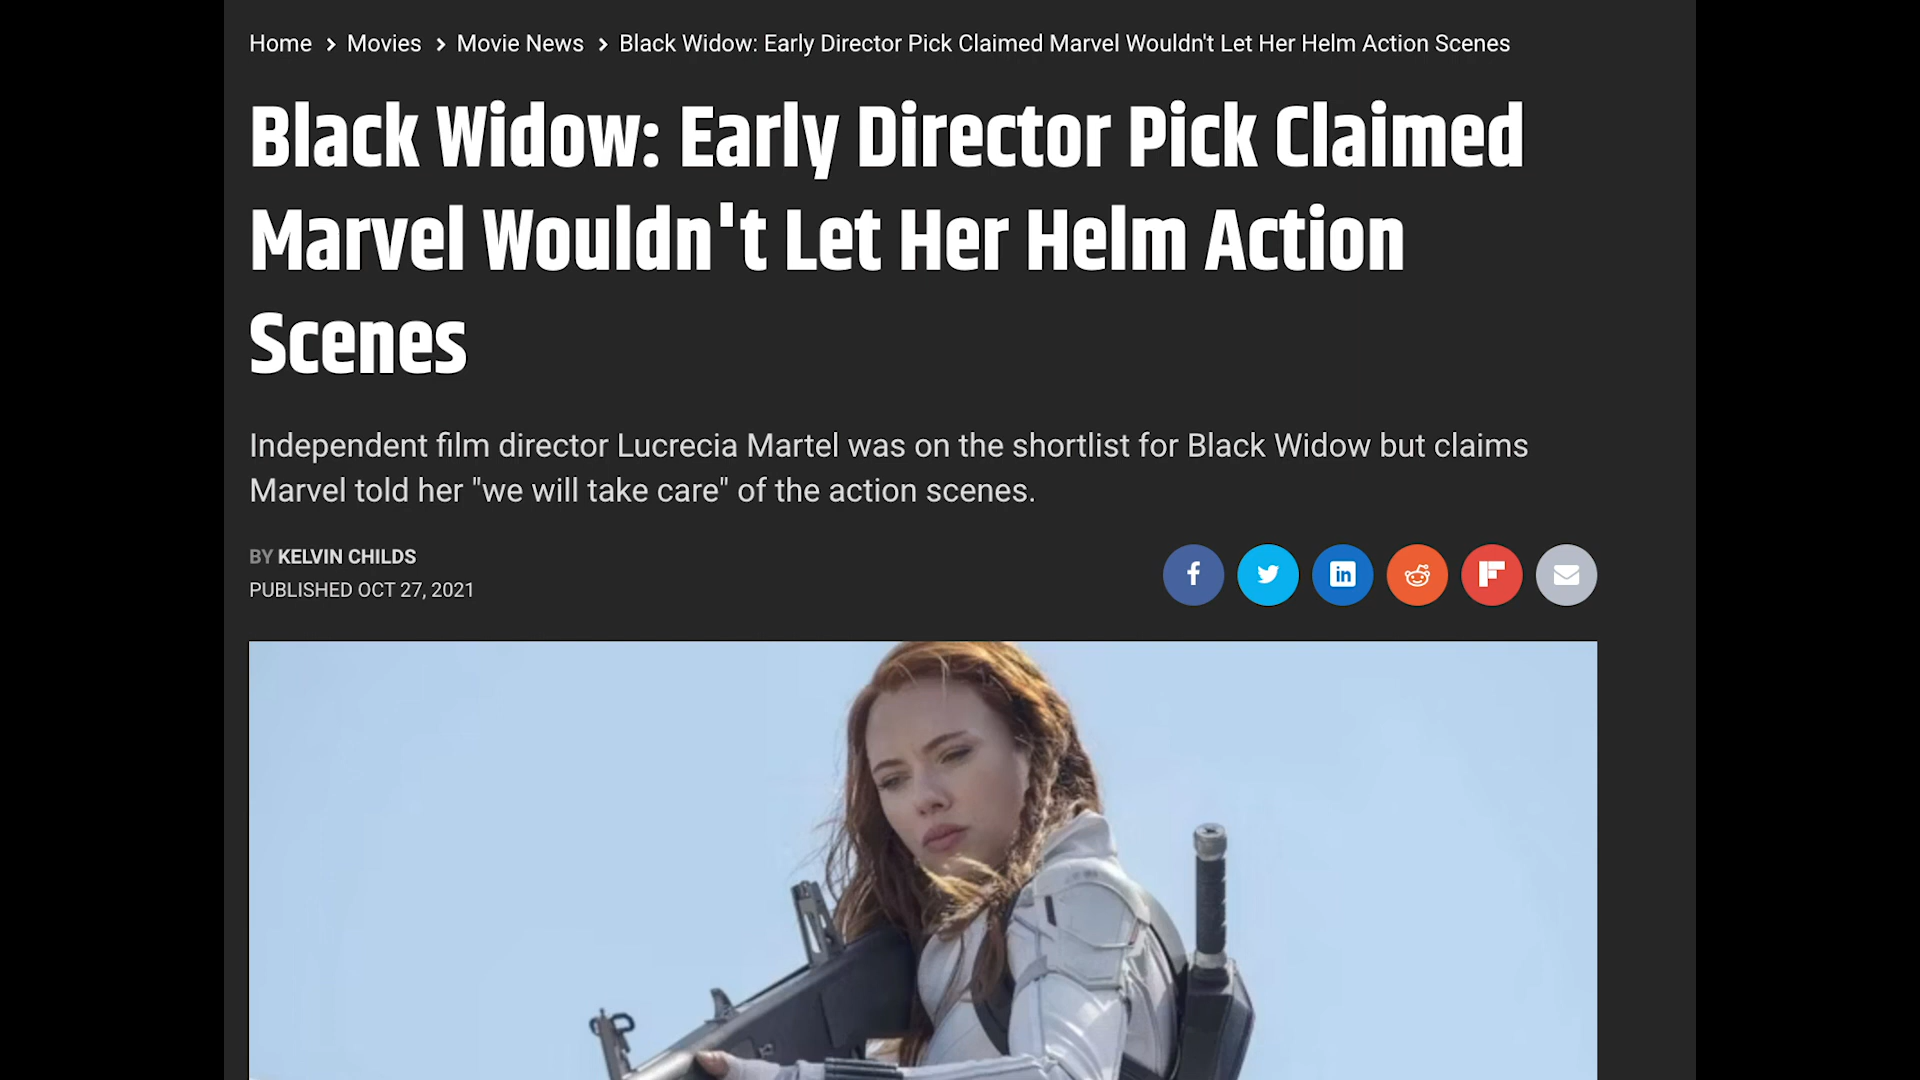 Home > Movies > Movie News > Black Widow: Early Director Pick Claimed Marvel Wouldn't Let Her Helm Action Scenes
Black Widow: Early Director Pick Claimed
Marvel Wouldn't Let Her Helm Action
Scenes
Independent film director Lucrecia Martel was on the shortlist for Black Widow but claims
Marvel told her "we will take care" of the action scenes.
BY KELVIN CHILDS
PUBLISHED OCT 27, 2021